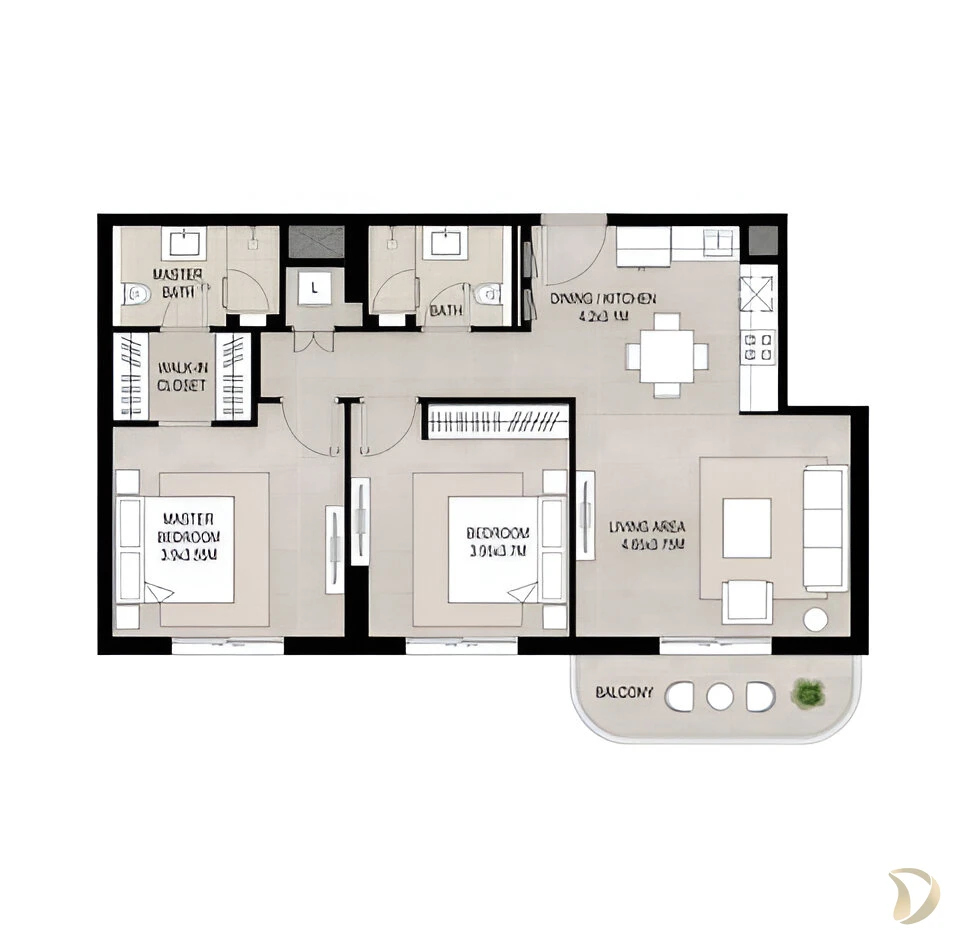 MASTER
BATH
L
BATH
DINING / KITCHEN
WALK-IN
CLOSET
MASTER
BEDROOM
BEDROOM
LIVING AREA
BALCONY